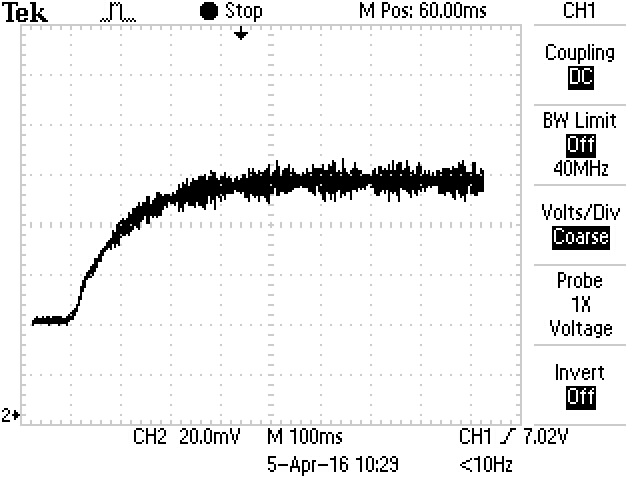 Tek Stop M Pos: 60.00ms CH1
Coupling
DC
BW Limit
Off
40MHz
Volts/Div
Coarse
Probe
1X
Voltage
Invert
Off
2
CH2 20.0mV M 100ms CH1 7.02V
5-Apr-16 10:29 <10Hz